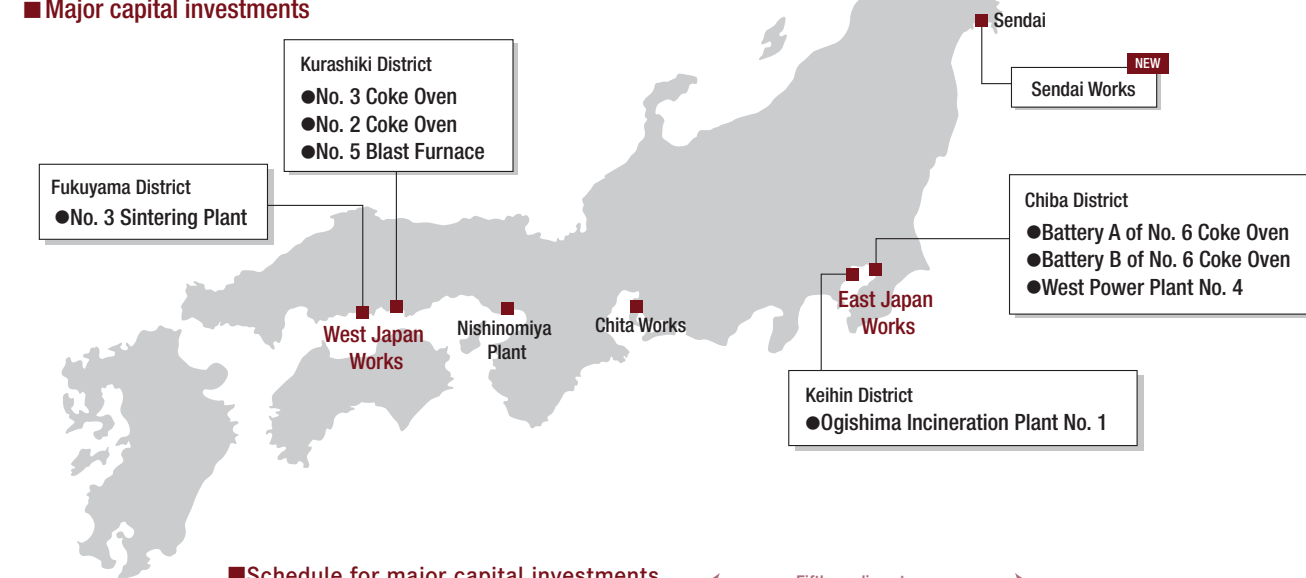 ■Major capital investments
Sendai
NEW
Sendai Works
Kurashiki District
●No. 3 Coke Oven
●No. 2 Coke Oven
●No. 5 Blast Furnace
Fukuyama District
●No. 3 Sintering Plant
Chiba District
●Battery A of No. 6 Coke Oven
●Battery B of No. 6 Coke Oven
●West Power Plant No. 4
West Japan
Works
Nishinomiya
Plant
Chita Works
East Japan
Works
Keihin District
●Ogishima Incineration Plant No. 1
■Schedule for major capital investments